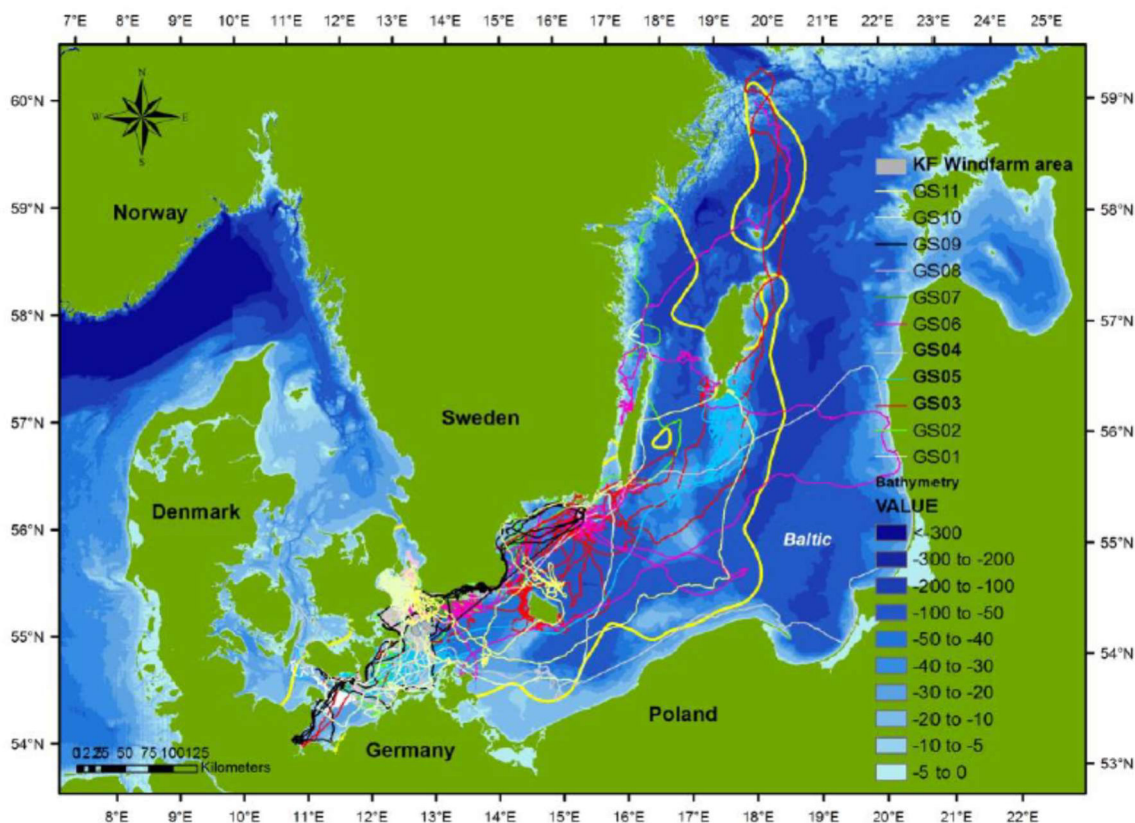 7°E 8°E 9°E 10°E 11°E 12°E 13°E 14°E 15°E 16°E 17°E 18°E 19°E 20°E 21°E 22°E 23°E 24°E 25°E
N
W E
S
60°N
59°N
58°N
57°N
56°N
55°N
54°N
59°N
58°N
57°N
56°N
55°N
54°N
53°N
Norway
Sweden
Denmark
Baltic
Poland
Germany
KF Windfarm area
GS11
GS10
GS09
GS08
GS07
GS06
GS04
GS05
GS03
GS02
GS01
Bathymetry
VALUE
<-300
-300 to -200
-200 to -100
-100 to -50
-50 to -40
-40 to -30
-30 to -20
-20 to -10
-10 to -5
-5 to 0
50 75 100 125
Kilometers
8°E 9°E 10°E 11°E 12°E 13°E 14°E 15°E 16°E 17°E 18°E 19°E 20°E 21°E 22°E